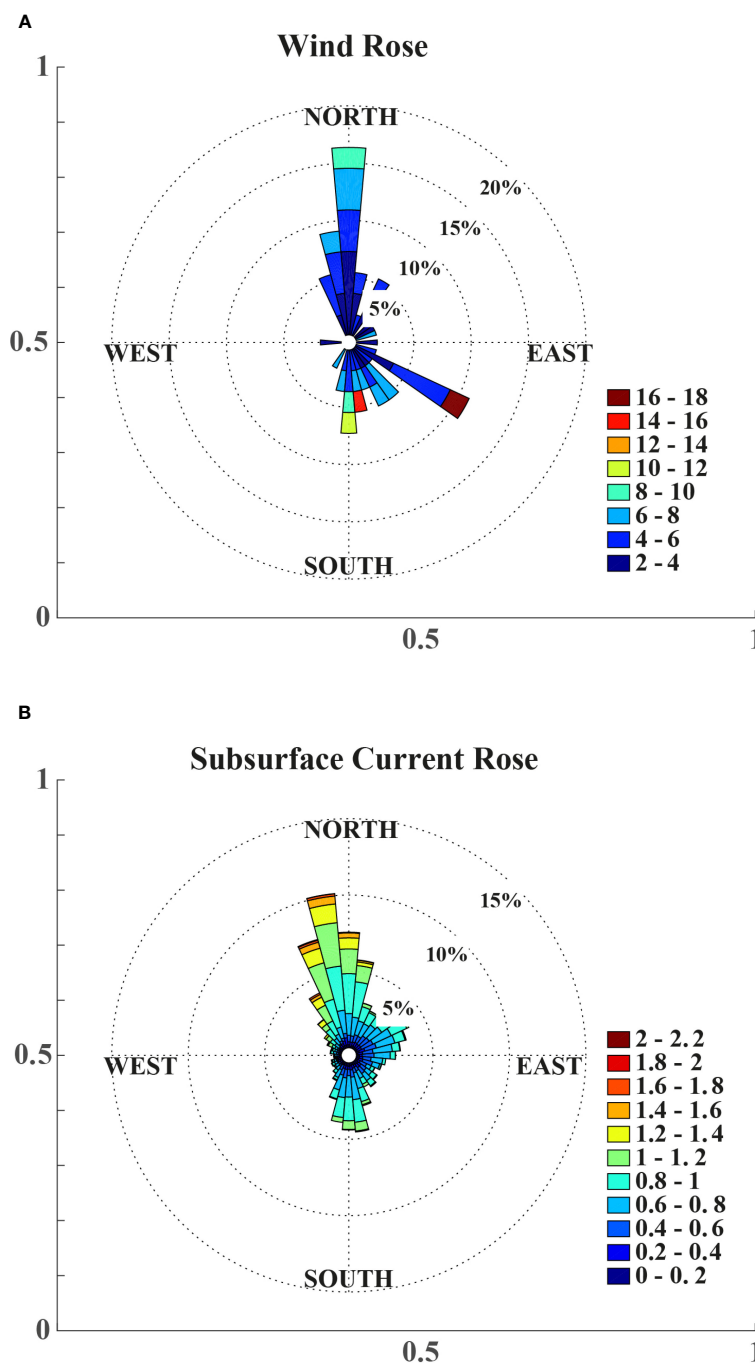 A
Wind Rose
1
NORTH
20%
15%
10%
5%
0.5
WEST
EAST
16 - 18
14 - 16
12 - 14
10 - 12
8 - 10
6 - 8
4 - 6
2 - 4
SOUTH
0
0.5
1
B
Subsurface Current Rose
1
NORTH
15%
10%
5%
0.5
WEST
EAST
2 - 2.2
1.8 - 2
1.6 - 1.8
1.4 - 1.6
1.2 - 1.4
1 - 1.2
0.8 - 1
0.6 - 0.8
0.4 - 0.6
0.2 - 0.4
0 - 0.2
SOUTH
0
0.5
1